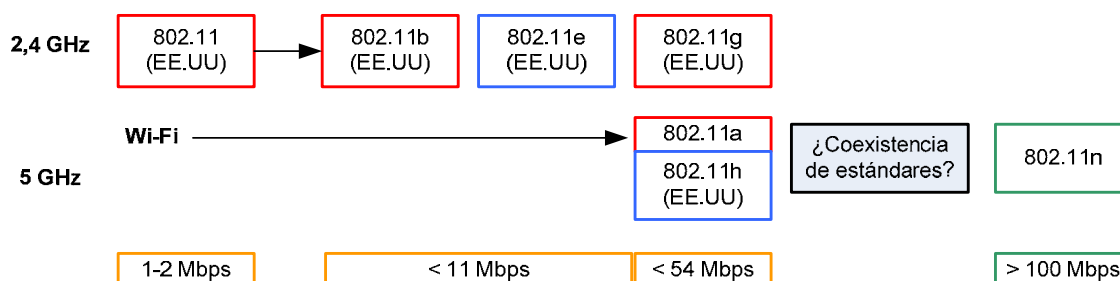 2,4 GHz
802.11
(EE.UU)
802.11b
(EE.UU)
802.11e
(EE.UU)
802.11g
(EE.UU)
Wi-Fi
802.11a
5 GHz
802.11h
(EE.UU)
¿Coexistencia
de estándares?
802.11n
1-2 Mbps
< 11 Mbps
< 54 Mbps
> 100 Mbps